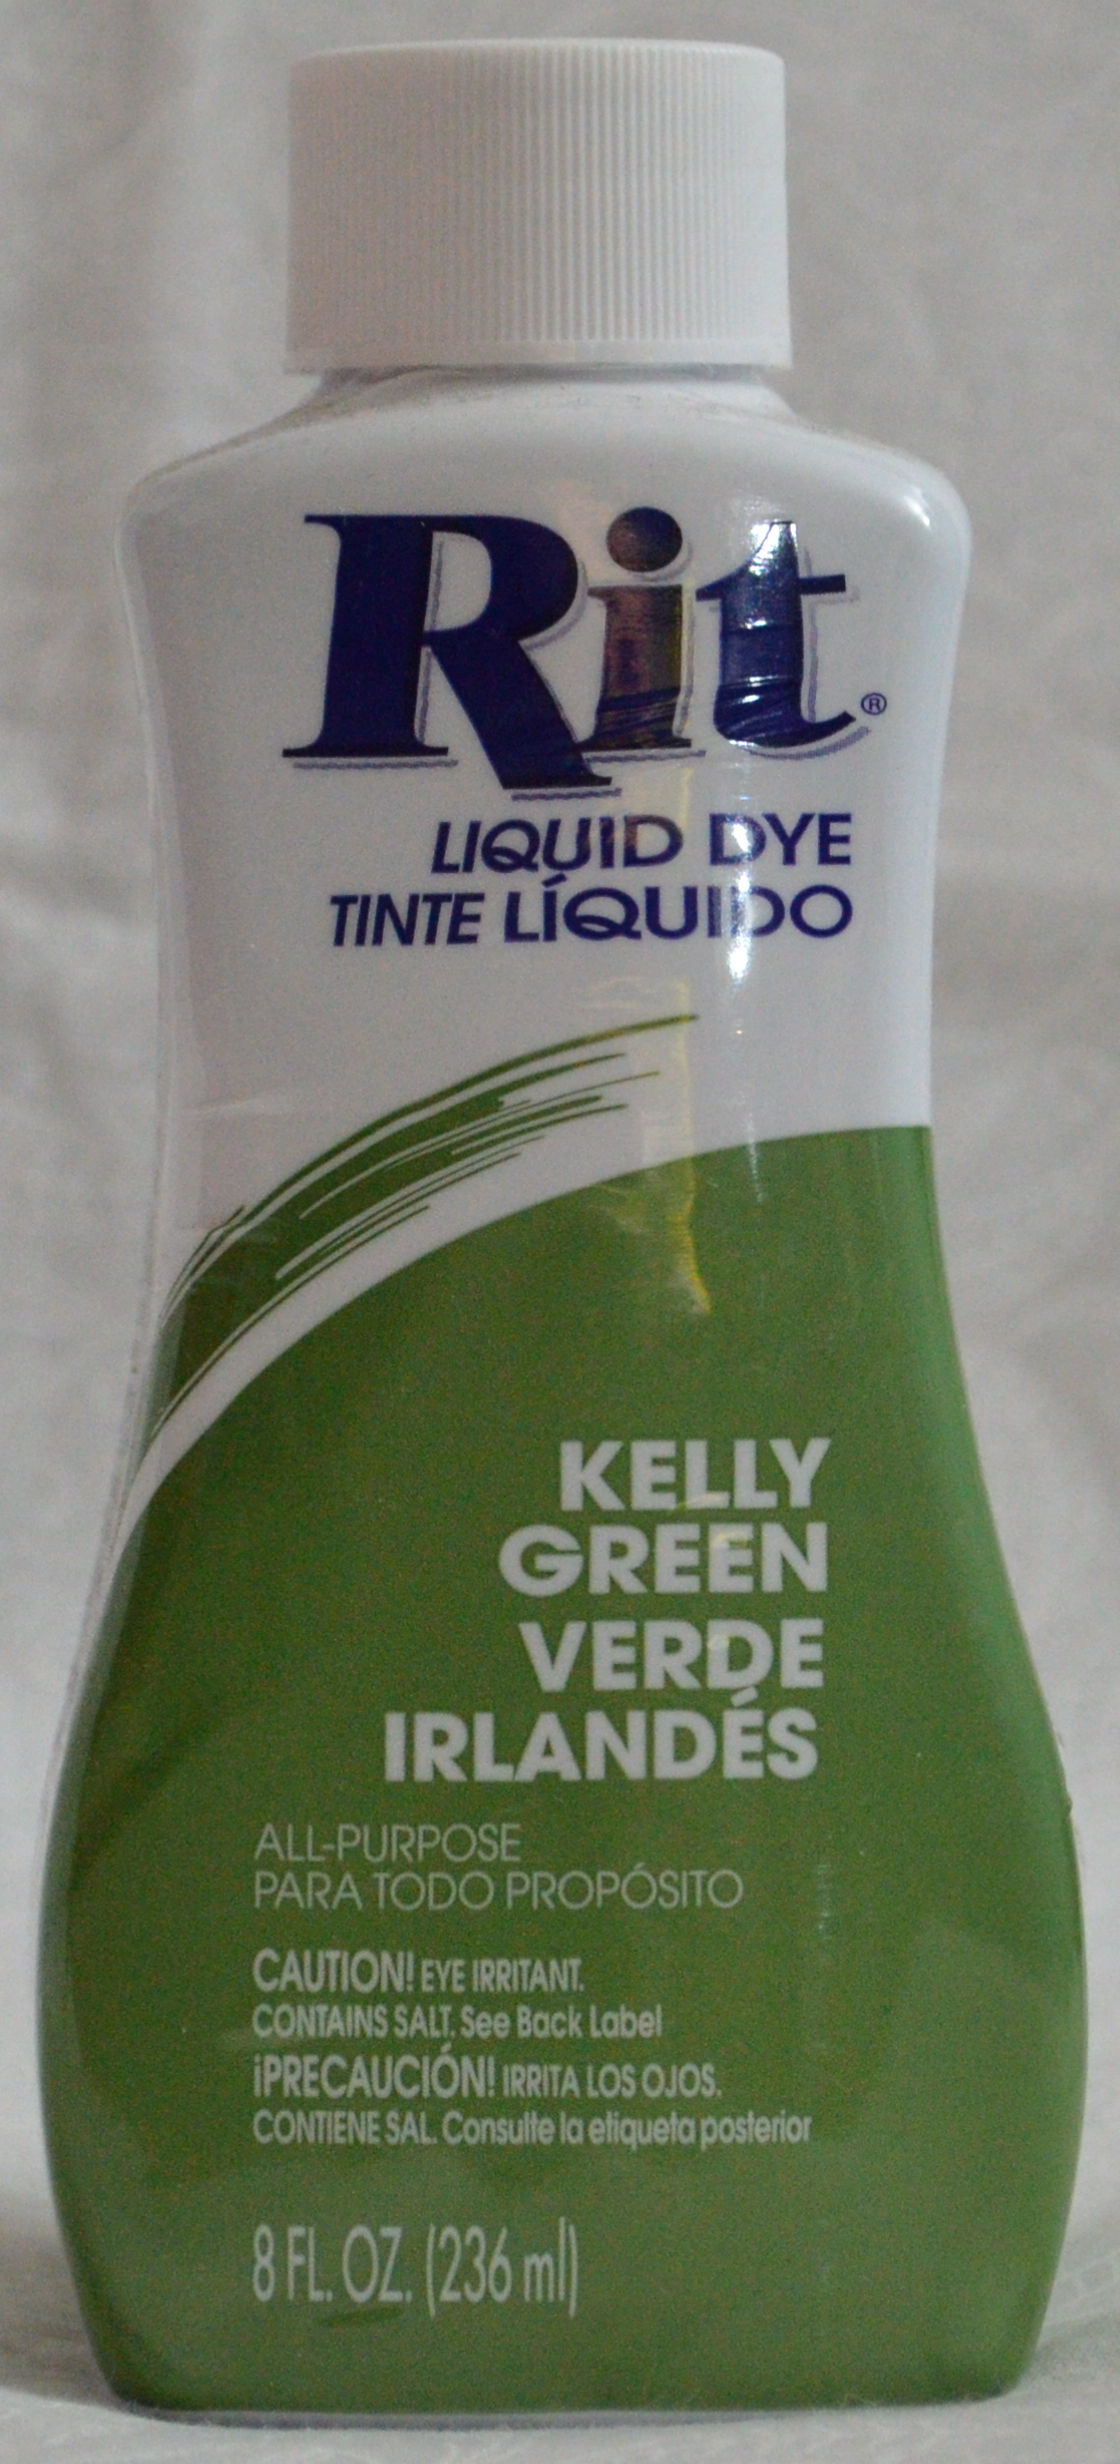 Rit®
LIQUID DYE
TINTE LÍQUIDO
KELLY
GREEN
VERDE
IRLANDÉS
ALL-PURPOSE
PARA TODO PROPÓSITO
CAUTION! EYE IRRITANT.
CONTAINS SALT. See Back Label
¡PRECAUCIÓN! IRRITA LOS OJOS.
CONTIENE SAL. Consulte la etiqueta posterior
8 FL. OZ. (236 ml)